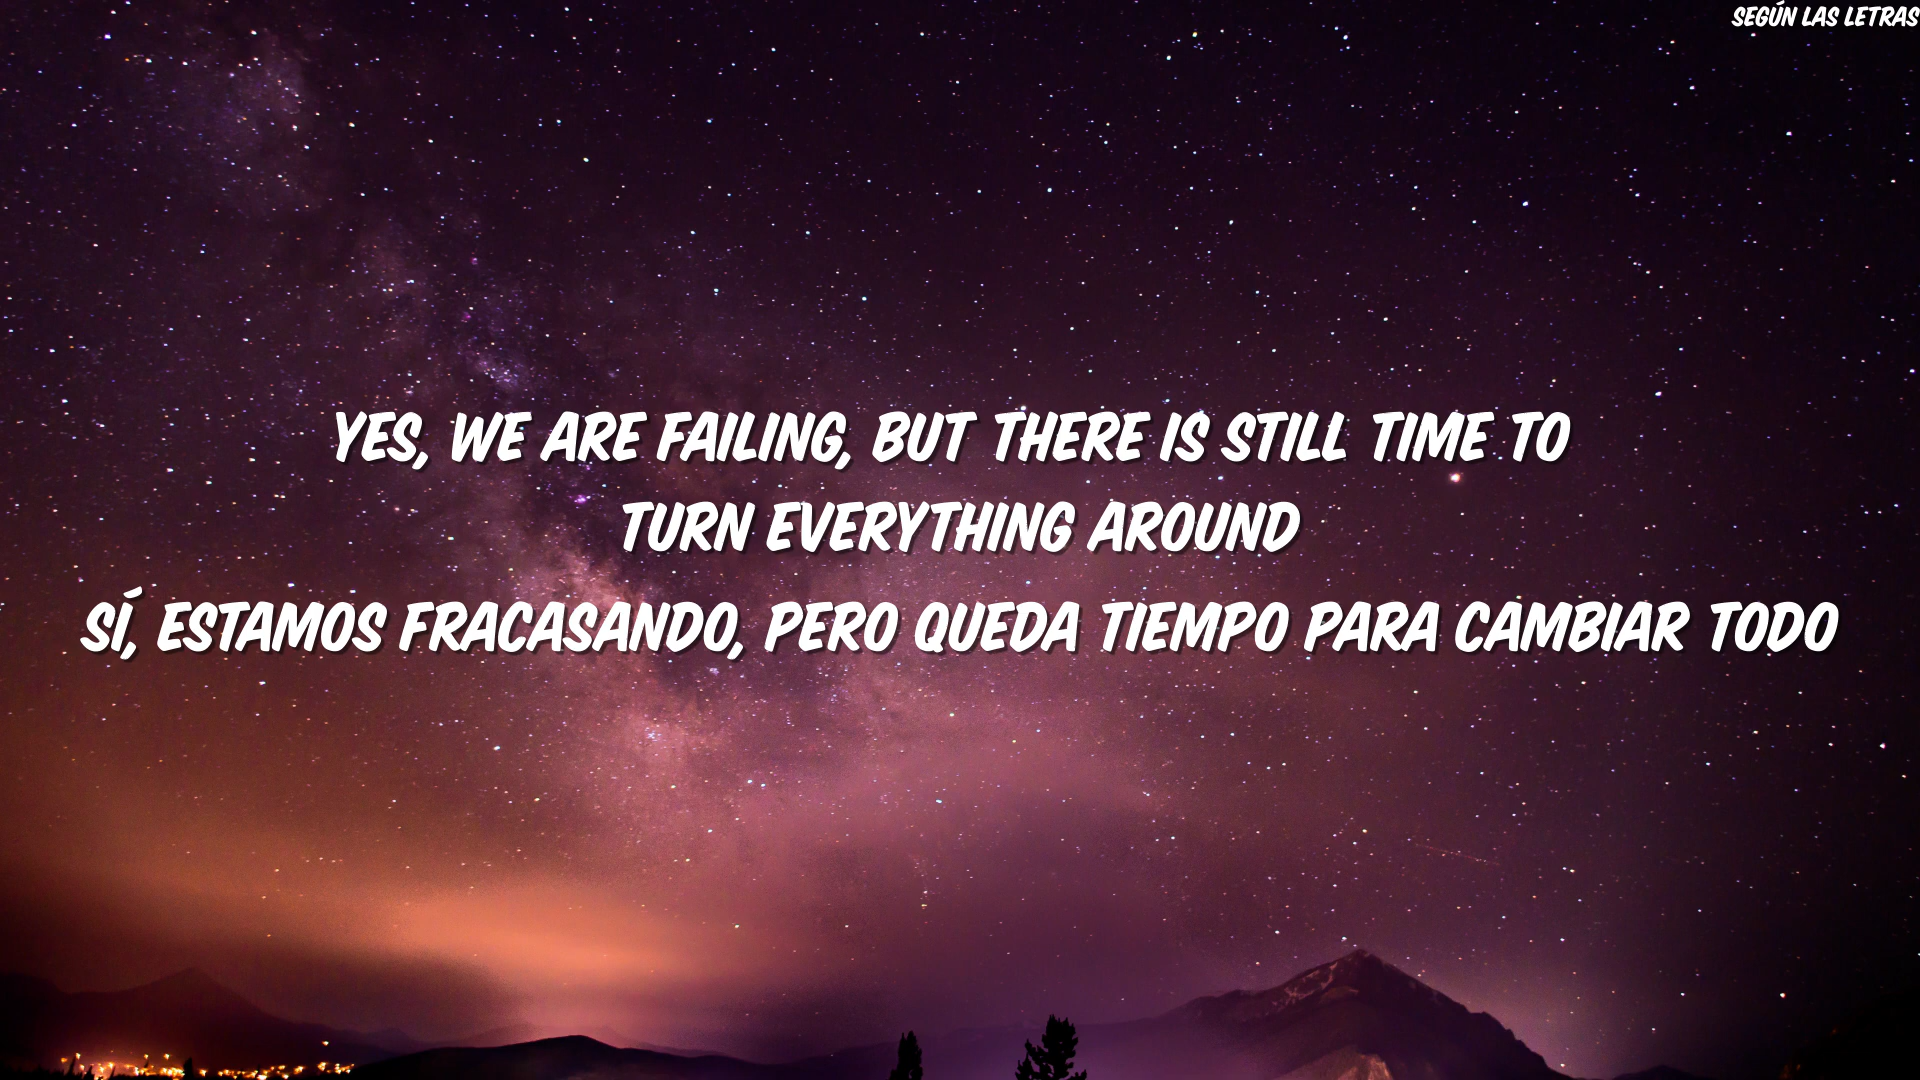 SEGÚN LAS LETRAS
YES, WE ARE FAILING, BUT THERE IS STILL TIME TO
TURN EVERYTHING AROUND
SÍ, ESTAMOS FRACASANDO, PERO QUEDA TIEMPO PARA CAMBIAR TODO